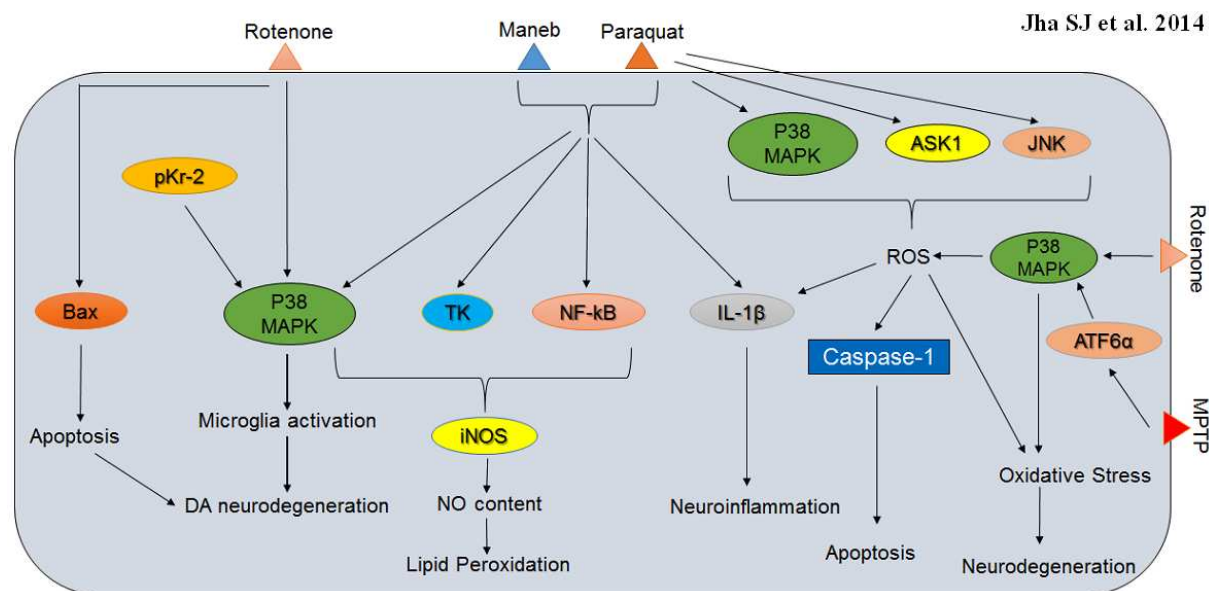 Jha SJ et al. 2014
Rotenone
Maneb
Paraquat
P38
MAPK
ASK1
JNK
pKr-2
Rotenone
ROS
P38
MAPK
Bax
P38
MAPK
TK
NF-kB
IL-1β
ATF6α
Caspase-1
MPTP
Apoptosis
Microglia activation
iNOS
Oxidative Stress
DA neurodegeneration
NO content
Neuroinflammation
Lipid Peroxidation
Apoptosis
Neurodegeneration